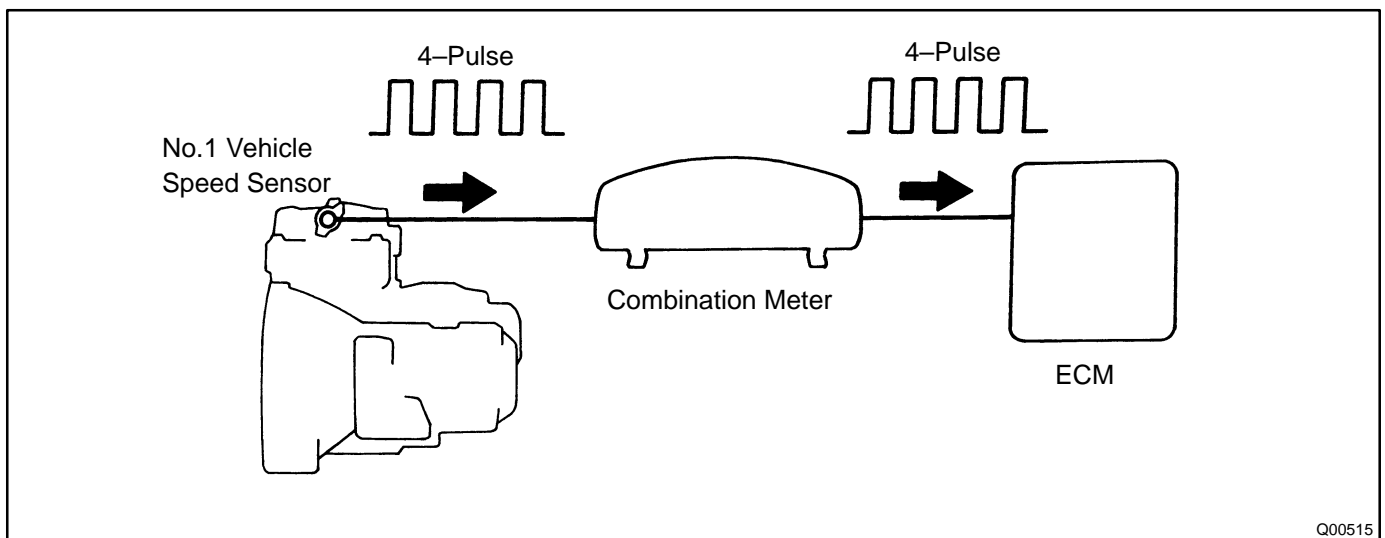 4–Pulse
4–Pulse
No.1 Vehicle
Speed Sensor
Combination Meter
ECM
Q00515